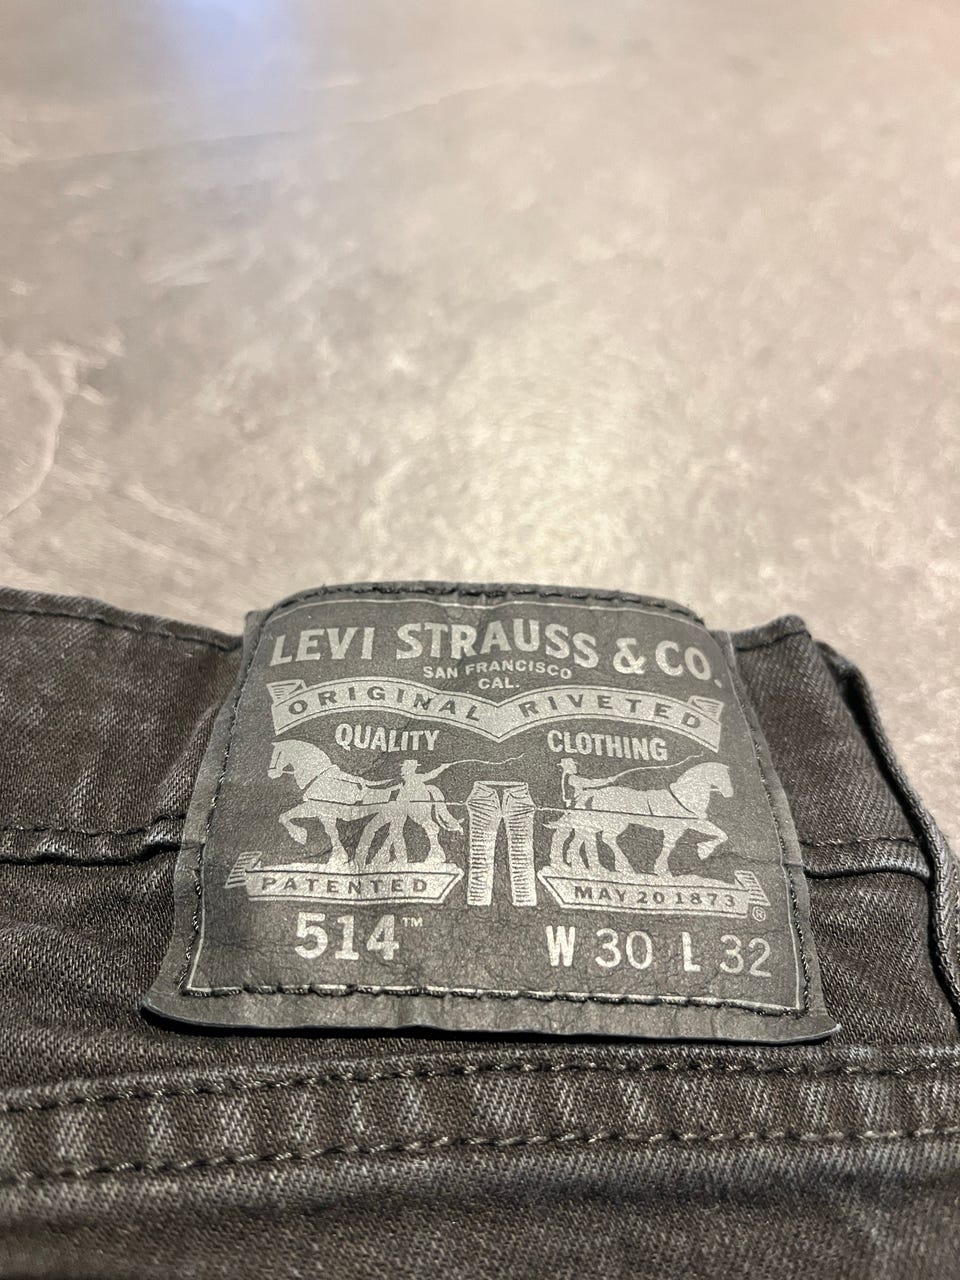 LEVI STRAUSS & CO.
SAN FRANCISCO
CAL.
ORIGINAL RIVETED
QUALITY CLOTHING
PATENTED MAY 20 1873 ®
514™ W 30 L 32